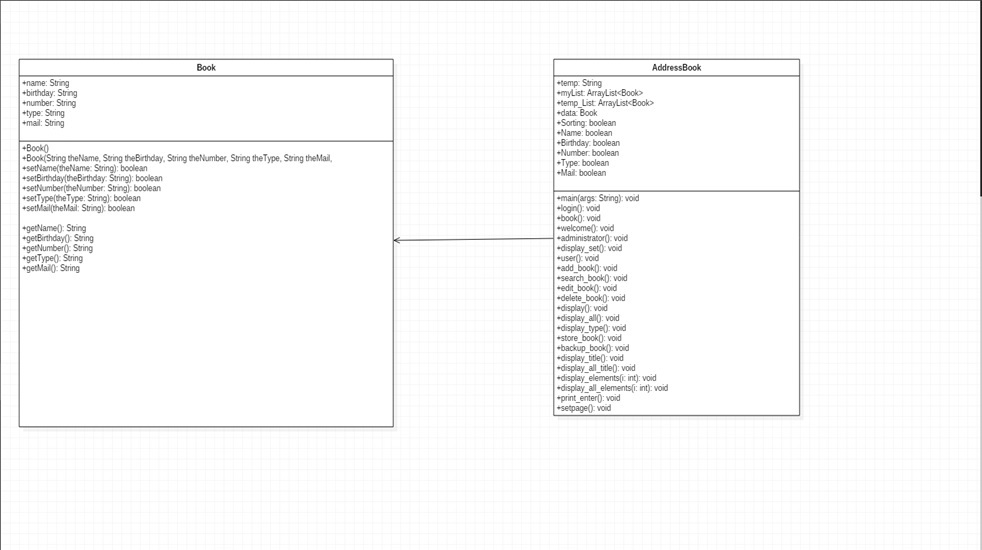 Book
+name: String
+birthday: String
+number: String
+type: String
+mail: String
+Book()
+Book(String theName, String theBirthday, String theNumber, String theType, String theMail,
+setName(theName: String): boolean
+setBirthday(theBirthday: String): boolean
+setNumber(theNumber: String): boolean
+setType(theType: String): boolean
+setMail(theMail: String): boolean
+getName(): String
+getBirthday(): String
+getNumber(): String
+getType(): String
+getMail(): String
AddressBook
+temp: String
+myList: ArrayList<Book>
+temp_List: ArrayList<Book>
+data: Book
+Sorting: boolean
+Name: boolean
+Birthday: boolean
+Number: boolean
+Type: boolean
+Mail: boolean
+main(args: String): void
+login(): void
+book(): void
+welcome(): void
+administrator(): void
+display_set(): void
+user(): void
+add_book(): void
+search_book(): void
+edit_book(): void
+delete_book(): void
+display(): void
+display_all(): void
+display_type(): void
+store_book(): void
+backup_book(): void
+display_title(): void
+display_all_title(): void
+display_elements(i: int): void
+display_all_elements(i: int): void
+print_enter(): void
+setpage(): void